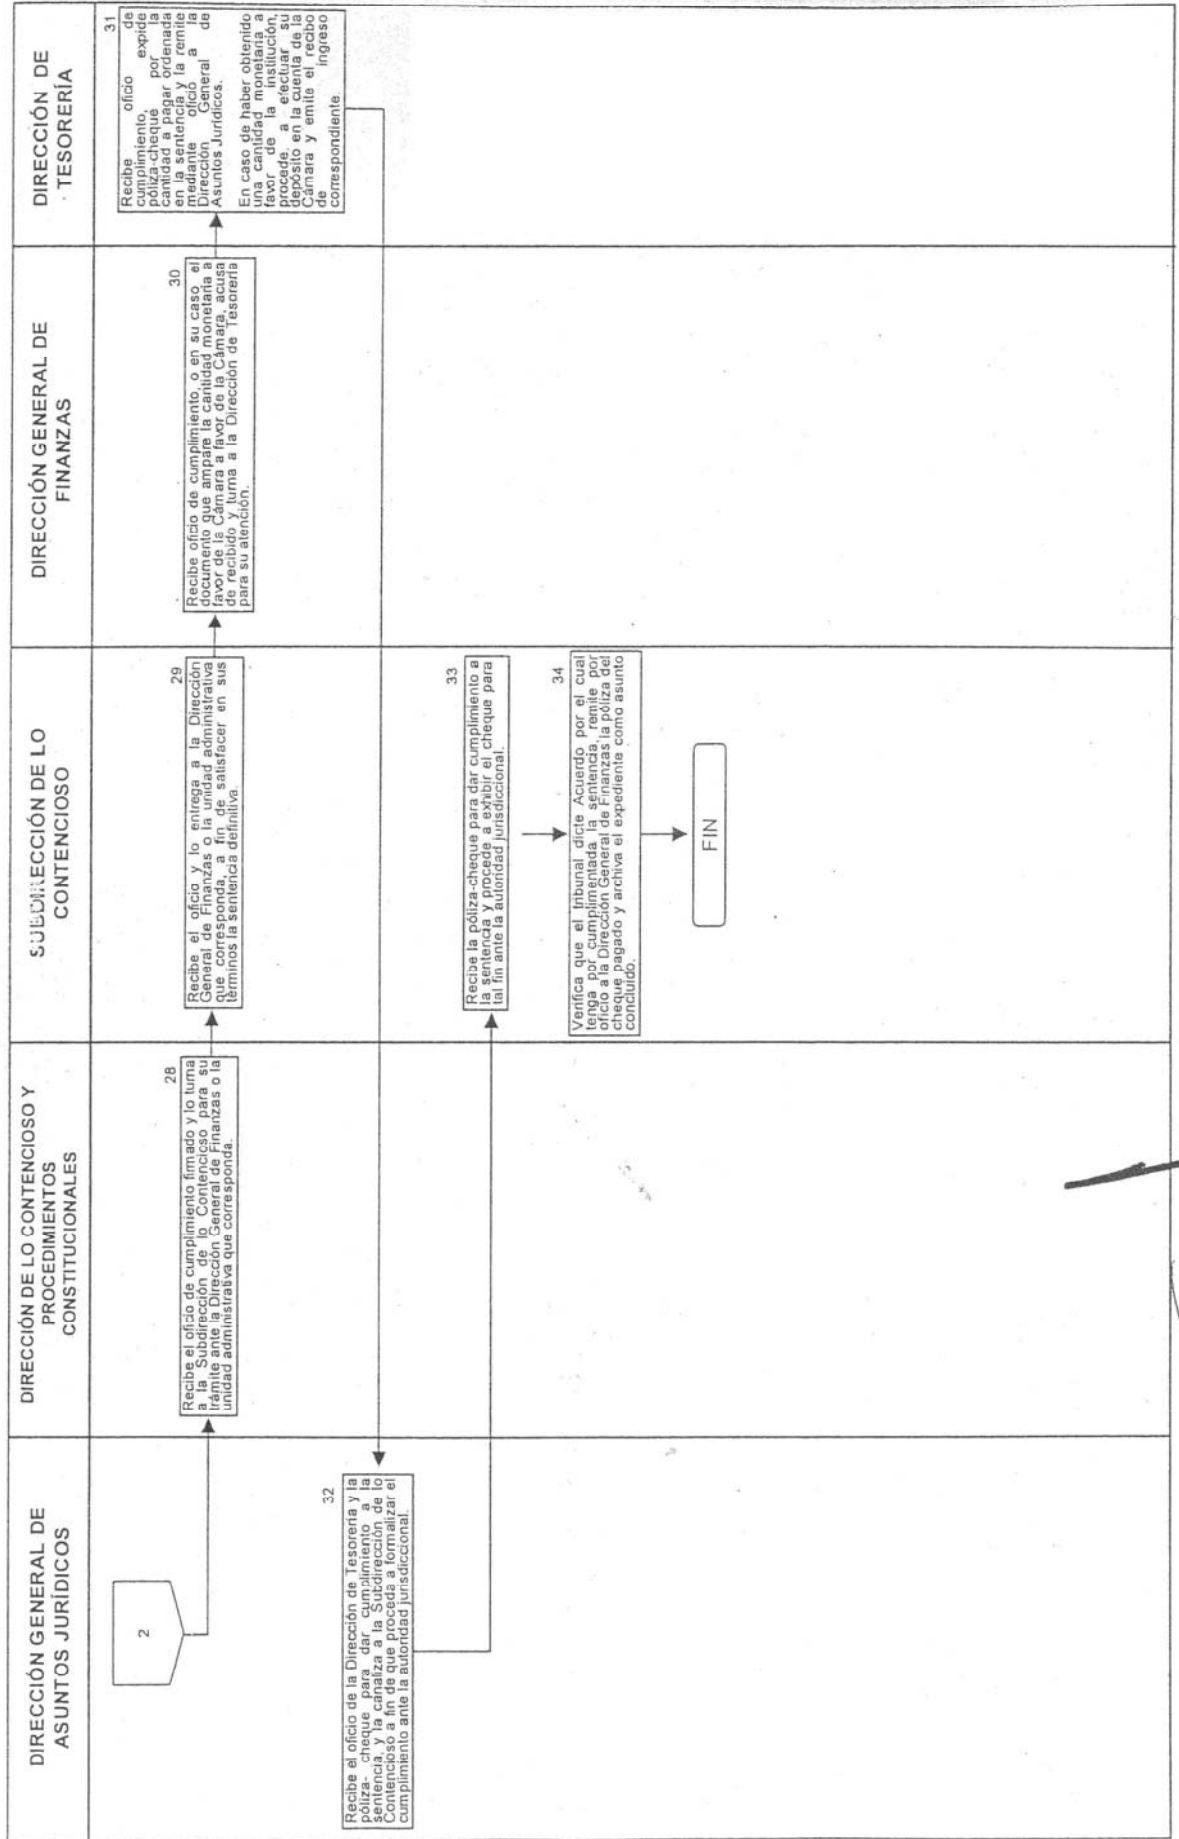 DIRECCIÓN GENERAL DE
ASUNTOS JURÍDICOS
DIRECCIÓN DE LO CONTENCIOSO Y
PROCEDIMIENTOS
CONSTITUCIONALES
SUBDIRECCIÓN DE LO
CONTENCIOSO
DIRECCIÓN GENERAL DE
FINANZAS
DIRECCIÓN DE
TESORERÍA
2
28
Recibe el oficio de cumplimiento firmado y lo turna
a la Subdirección de lo Contencioso para su
trámite ante la Dirección General de Finanzas o la
unidad administrativa que corresponda.
29
Recibe el oficio y lo entrega a la Dirección
General de Finanzas o la unidad administrativa
que corresponda, a fin de satisfacer en sus
términos la sentencia definitiva.
30
Recibe oficio de cumplimiento, o en su caso el
documento que ampare la cantidad monetaria a
favor de la Cámara a favor de la Cámara, acusa
de recibido y turna a la Dirección de Tesorería
para su atención.
31
Recibe oficio de
cumplimiento, expide
póliza-cheque por la
cantidad a pagar ordenada
en la sentencia y la remite
mediante oficio a la
Dirección General de
Asuntos Jurídicos.
En caso de haber obtenido
una cantidad monetaria a
favor de la institución,
procede a efectuar su
depósito en la cuenta de la
Cámara y emite el recibo
de ingreso
correspondiente.
32
Recibe el oficio de la Dirección de Tesorería y la
póliza- cheque para dar cumplimiento a la
sentencia, y la canaliza a la Subdirección de lo
Contencioso a fin de que proceda a formalizar el
cumplimiento ante la autoridad jurisdiccional.
33
Recibe la póliza-cheque para dar cumplimiento a
la sentencia y procede a exhibir el cheque para
tal fin ante la autoridad jurisdiccional.
34
Verifica que el tribunal dicte Acuerdo por el cual
tenga por cumplimentada la sentencia, remite por
oficio a la Dirección General de Finanzas la póliza del
cheque pagado y archiva el expediente como asunto
concluido.
FIN